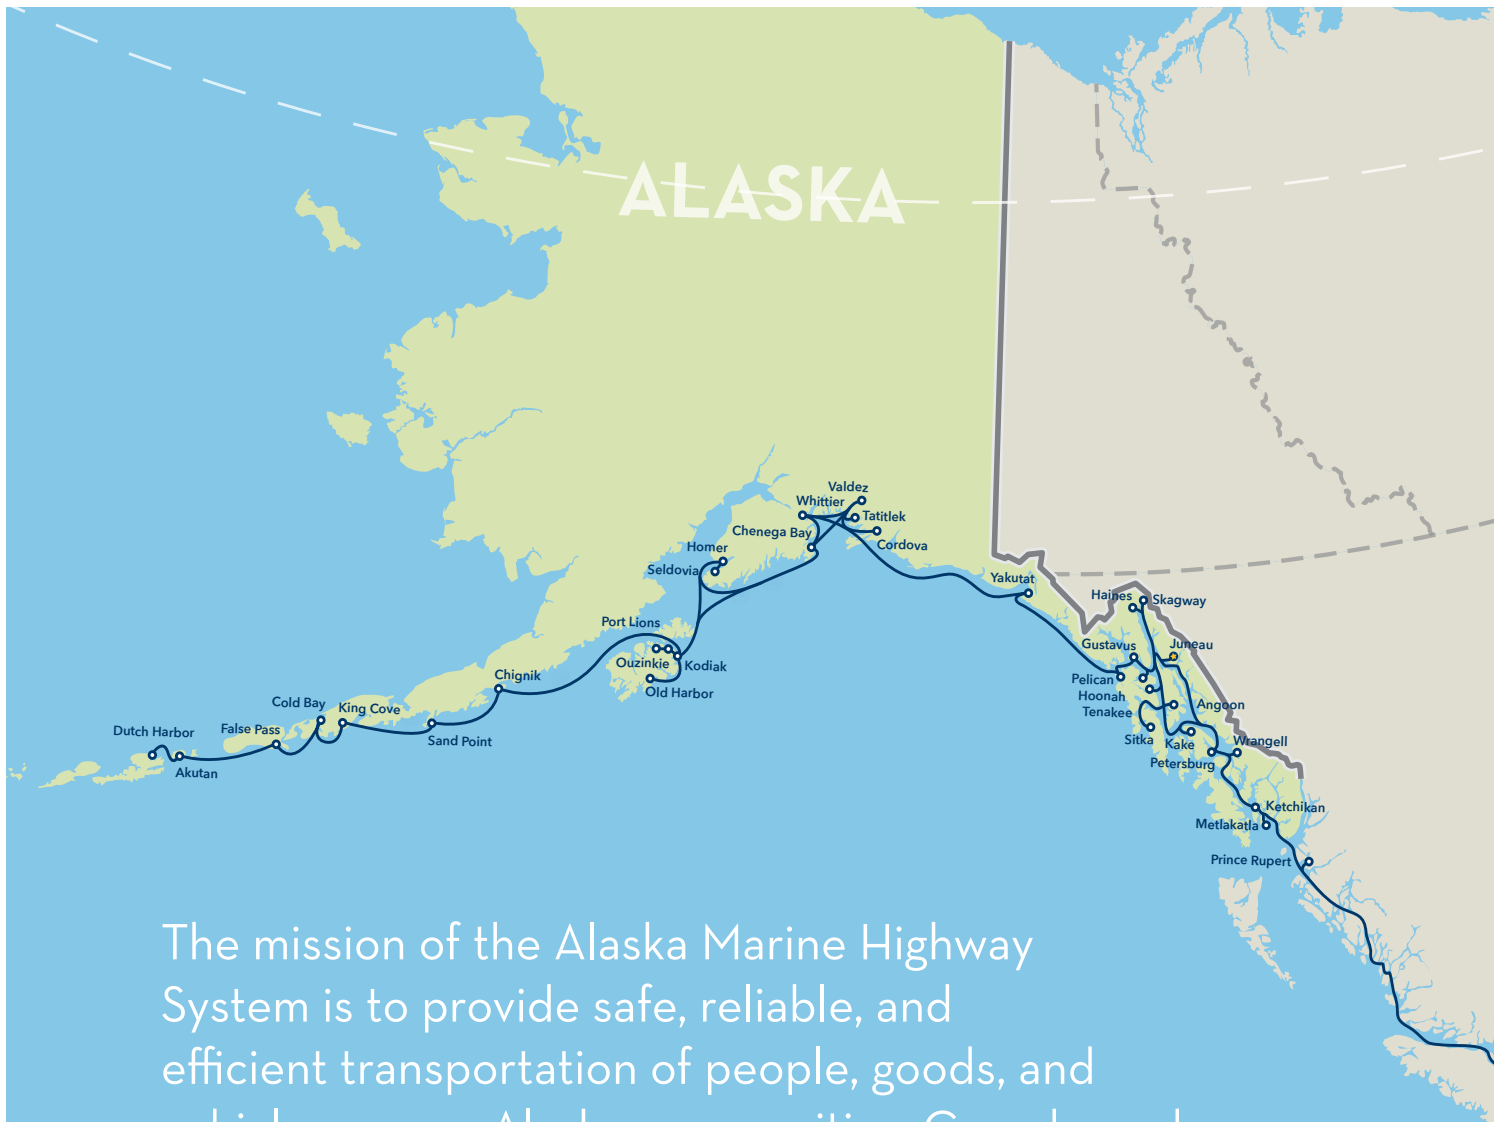 ALASKA
Valdez
Whittier
Tatitlek
Chenega Bay
Cordova
Homer
Seldovia
Yakutat
Haines
Skagway
Port Lions
Gustavus
Juneau
Ouzinkie
Kodiak
Chignik
Pelican
Old Harbor
Hoonah
Cold Bay
King Cove
Tenakee
Angoon
Dutch Harbor
False Pass
Sand Point
Sitka
Kake
Wrangell
Akutan
Petersburg
Ketchikan
Metlakatla
Prince Rupert
The mission of the Alaska Marine Highway
System is to provide safe, reliable, and
efficient transportation of people, goods, and